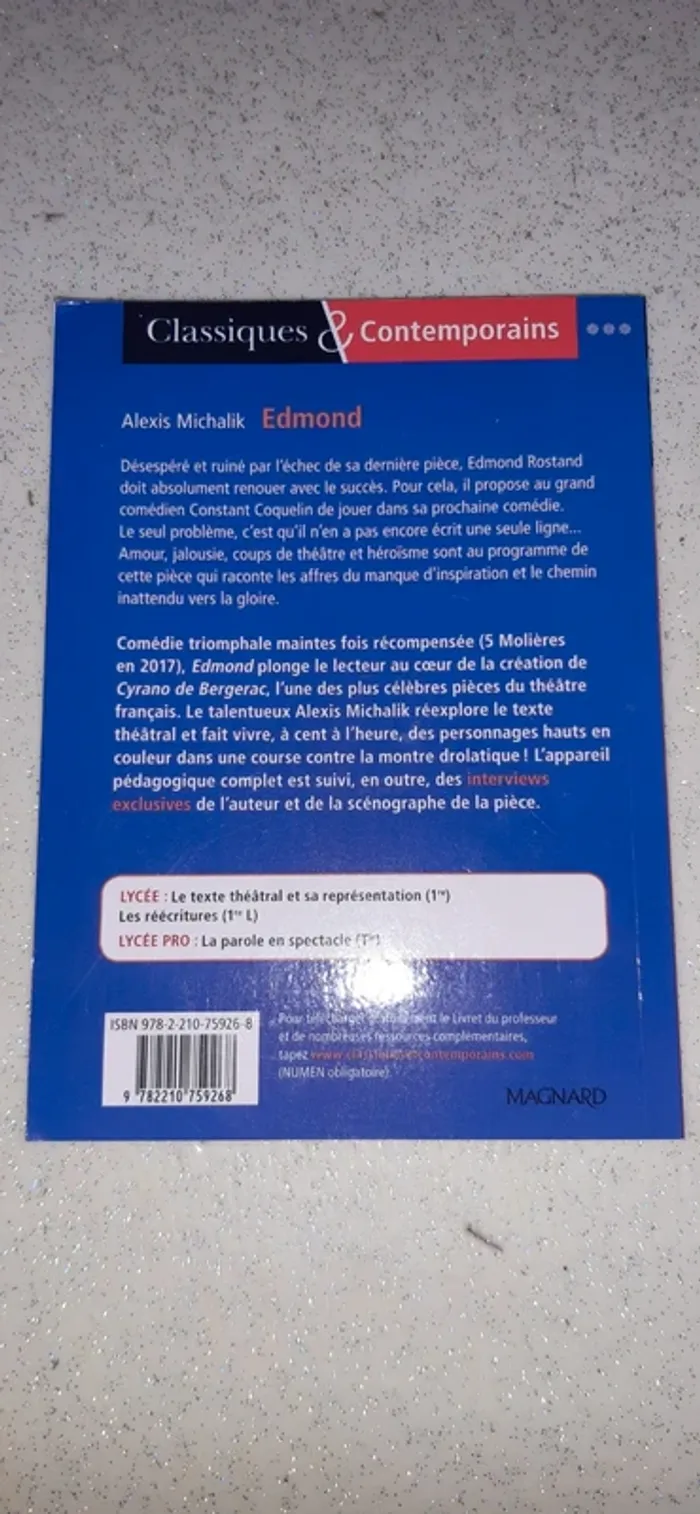 Classiques & Contemporains
Alexis Michalik Edmond
Désespéré et ruiné par l'échec de sa dernière pièce, Edmond Rostand
doit absolument renouer avec le succès. Pour cela, il propose au grand
comédien Constant Coquelin de jouer dans sa prochaine comédie.
Le seul problème, c'est qu'il n'en a pas encore écrit une seule ligne...
Amour, jalousie, coups de théâtre et héroïsme sont au programme de
cette pièce qui raconte les affres du manque d'inspiration et le chemin
inattendu vers la gloire.
Comédie triomphale maintes fois récompensée (5 Molières
en 2017), Edmond plonge le lecteur au cœur de la création de
Cyrano de Bergerac, l'une des plus célèbres pièces du théâtre
français. Le talentueux Alexis Michalik réexplore le texte
théâtral et fait vivre, à cent à l'heure, des personnages hauts en
couleur dans une course contre la montre drolatique ! L'appareil
pédagogique complet est suivi, en outre, des interviews
exclusives de l'auteur et de la scénographe de la pièce.
LYCÉE : Le texte théâtral et sa représentation (1re)
Les réécritures (1re L)
LYCÉE PRO : La parole en spectacle (Tle)
ISBN 978-2-210-75926-8
9 782210 759268
Pour télécharger gratuitement le Livret du professeur
et de nombreuses ressources complémentaires,
tapez www.classiquesetcontemporains.com
(NUMEN obligatoire)
MAGNARD